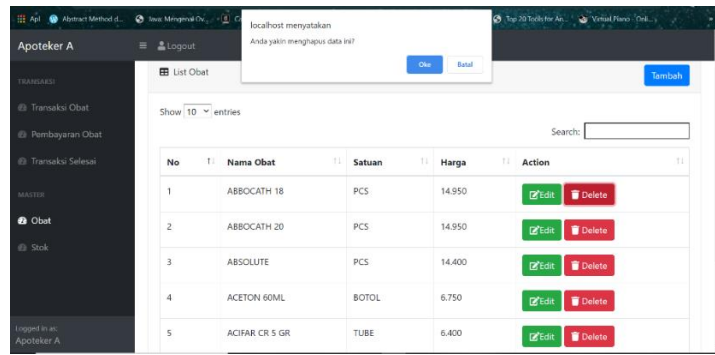 Apl
Abstract Method d...
Java: Mengenal Ov...
Top 20 Tools for An...
Virtual Piano - Onli...
localhost menyatakan
Anda yakin menghapus data ini?
Oke
Batal
Apoteker A
Logout
TRANSAKSI
Transaksi Obat
Pembayaran Obat
Transaksi Selesai
MASTER
Obat
Stok
Logged in as:
Apoteker A
List Obat
Tambah
Show 10 entries
Search:
No Nama Obat Satuan Harga Action
1 ABBOCATH 18 PCS 14.950 Edit Delete
2 ABBOCATH 20 PCS 14.950 Edit Delete
3 ABSOLUTE PCS 14.400 Edit Delete
4 ACETON 60ML BOTOL 6.750 Edit Delete
5 ACIFAR CR 5 GR TUBE 6.400 Edit Delete